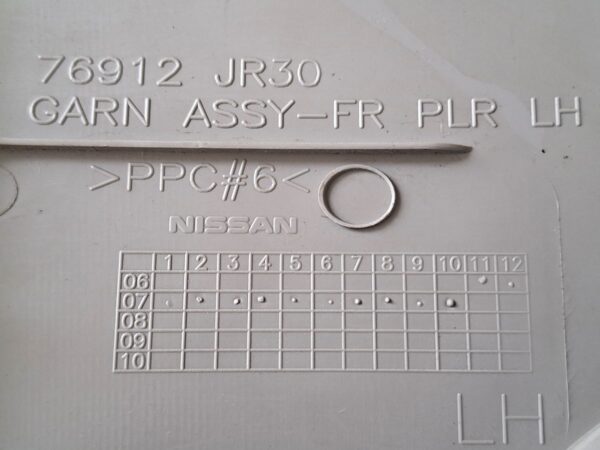 76912 JR30
GARN ASSY-FR PLR LH
>PPC#6<
NISSAN
1 2 3 4 5 6 7 8 9 10 11 12
06
07
08
09
10
LH